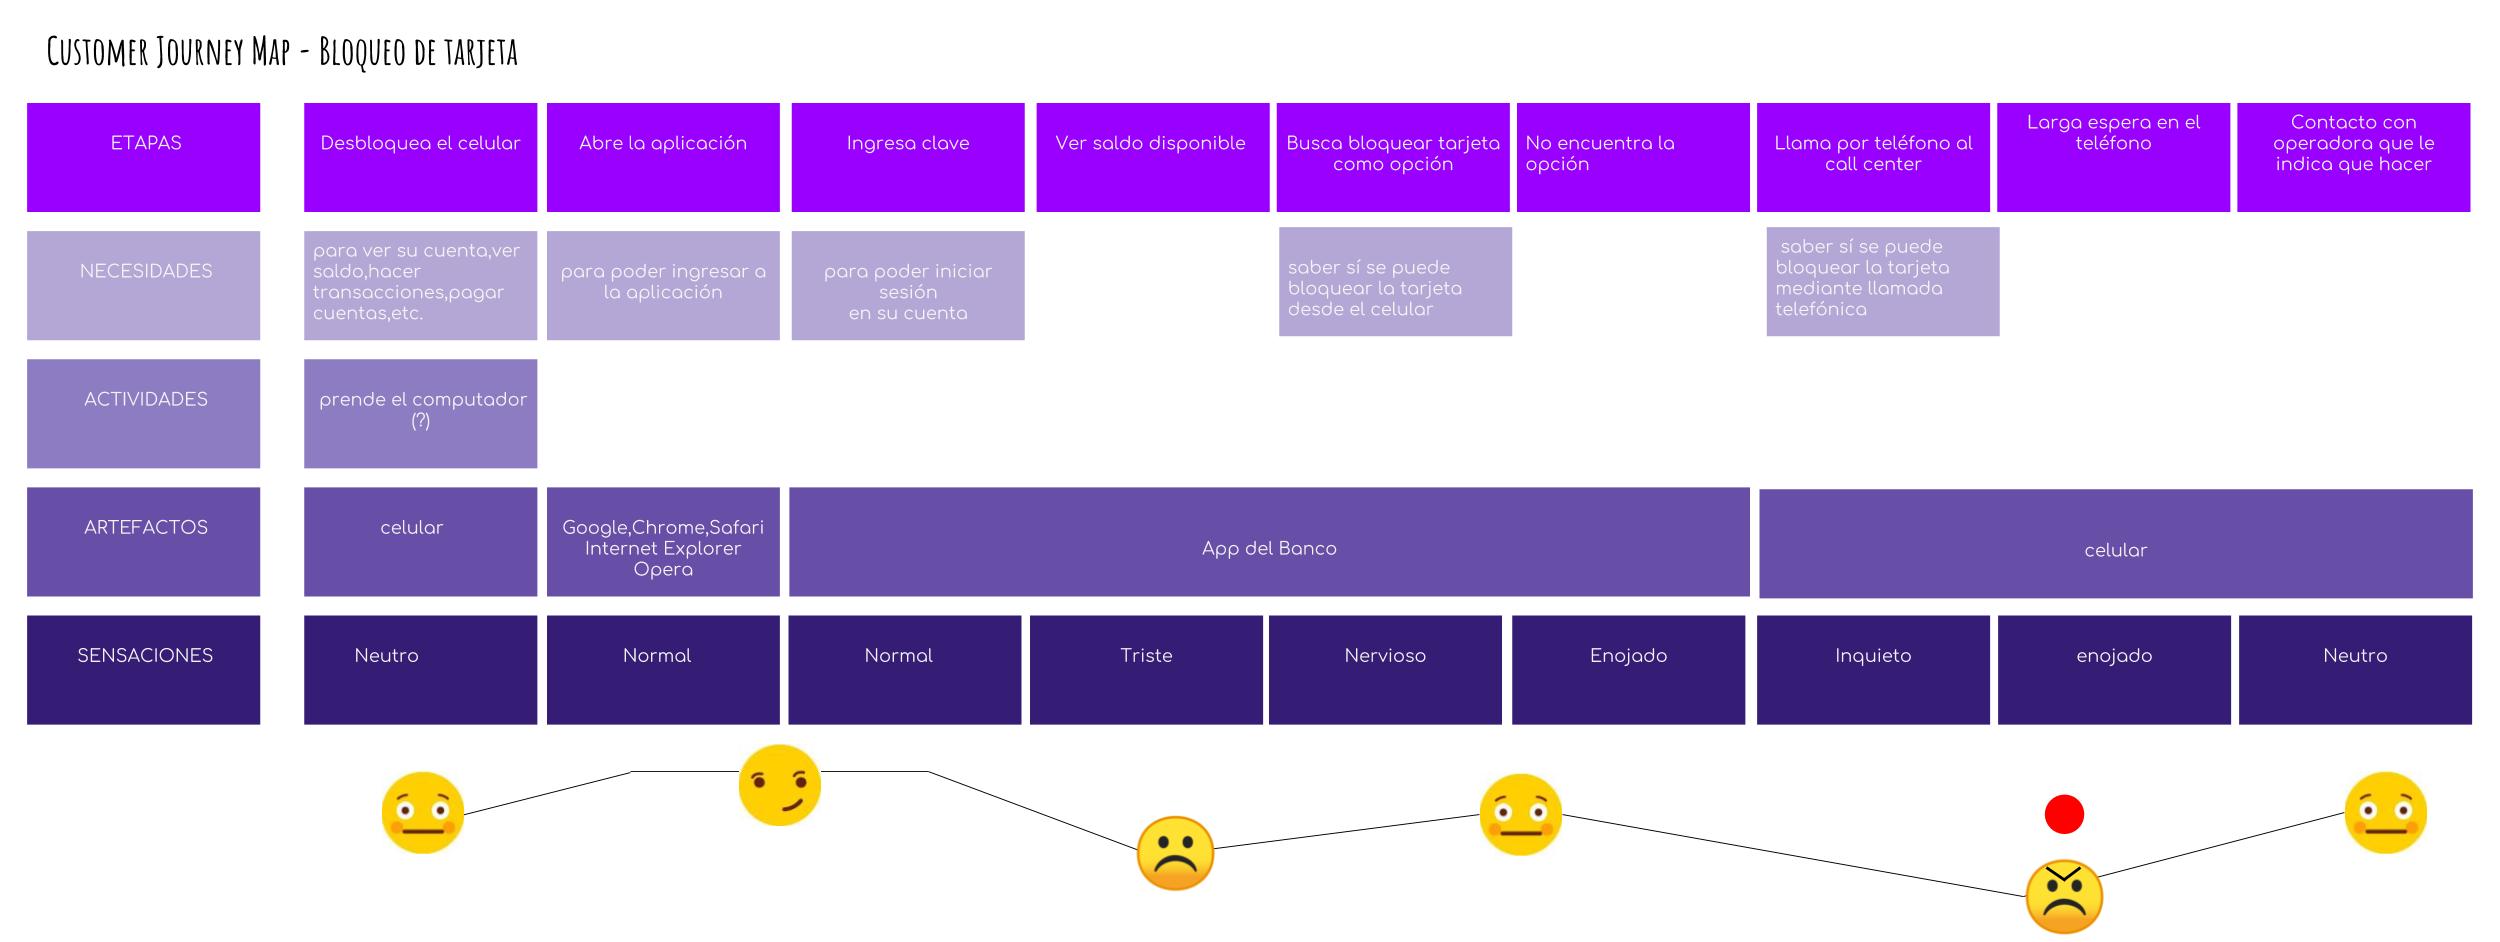 Customer Journey Map - Bloqueo de tarjeta
ETAPAS
Desbloquea el celular
Abre la aplicación
Ingresa clave
Ver saldo disponible
Busca bloquear tarjeta
como opción
No encuentra la
opción
Llama por teléfono al
call center
Larga espera en el
teléfono
Contacto con
operadora que le
indica que hacer
NECESIDADES
para ver su cuenta,ver
saldo,hacer
transacciones,pagar
cuentas,etc.
para poder ingresar a
la aplicación
para poder iniciar
sesión
en su cuenta
saber sí se puede
bloquear la tarjeta
desde el celular
saber sí se puede
bloquear la tarjeta
mediante llamada
telefónica
ACTIVIDADES
prende el computador
(?)
ARTEFACTOS
celular
Google,Chrome,Safari
Internet Explorer
Opera
App del Banco
celular
SENSACIONES
Neutro
Normal
Normal
Triste
Nervioso
Enojado
Inquieto
enojado
Neutro